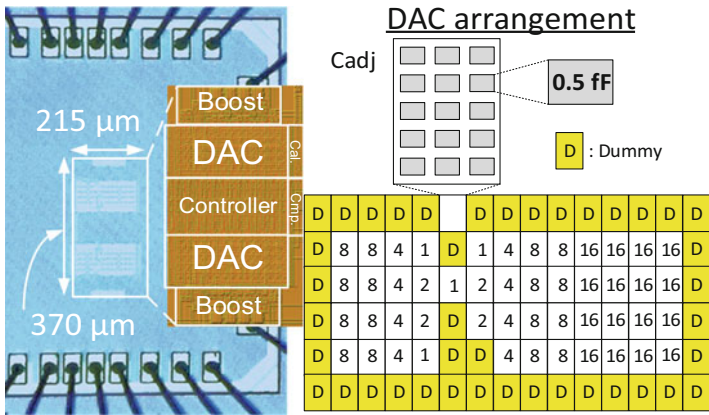 215 μm
370 μm
Boost
DAC
Cal.
Controller
Cmp.
DAC
Boost
DAC arrangement
Cadj
0.5 fF
D : Dummy
D D D D D D D D D D D D D D
D 8 8 4 1 D 1 4 8 8 16 16 16 16 D
D 8 8 4 2 1 2 4 8 8 16 16 16 16 D
D 8 8 4 2 D 2 4 8 8 16 16 16 16 D
D 8 8 4 1 D D 4 8 8 16 16 16 16 D
D D D D D D D D D D D D D D D